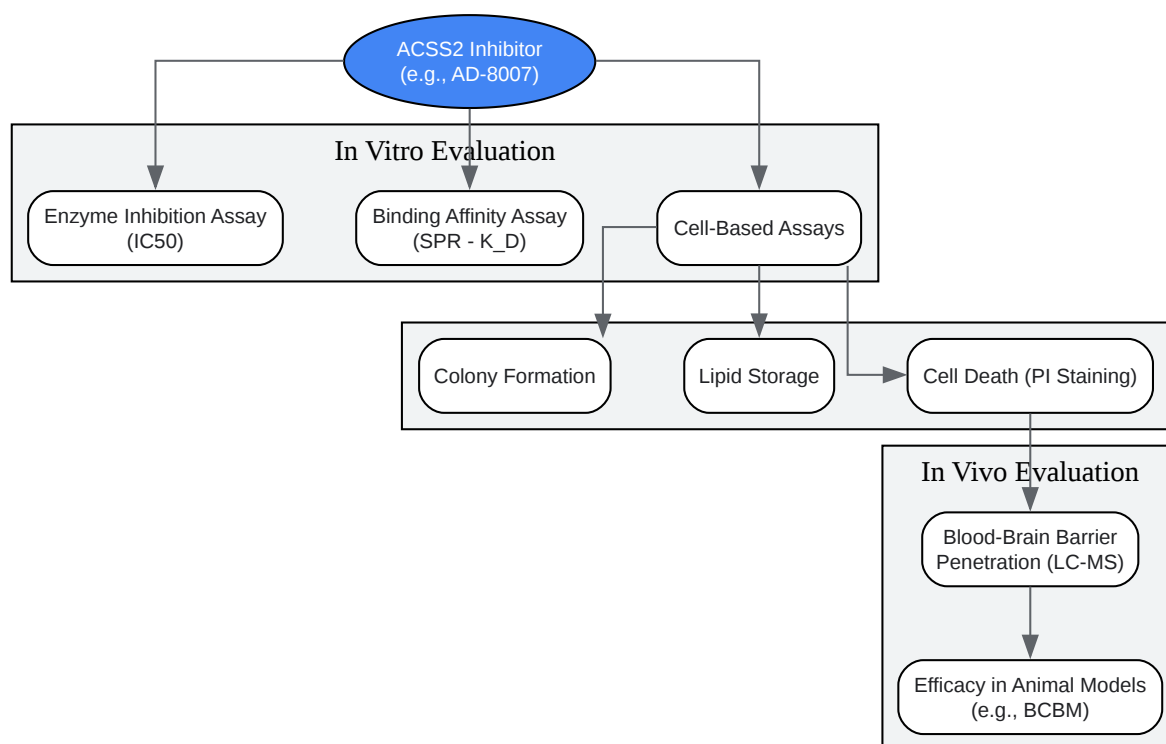 ACSS2 Inhibitor
(e.g., AD-8007)
In Vitro Evaluation
Enzyme Inhibition Assay
(IC50)
Binding Affinity Assay
(SPR - K_D)
Cell-Based Assays
Colony Formation
Lipid Storage
Cell Death (PI Staining)
In Vivo Evaluation
Blood-Brain Barrier
Penetration (LC-MS)
Efficacy in Animal Models
(e.g., BCBM)